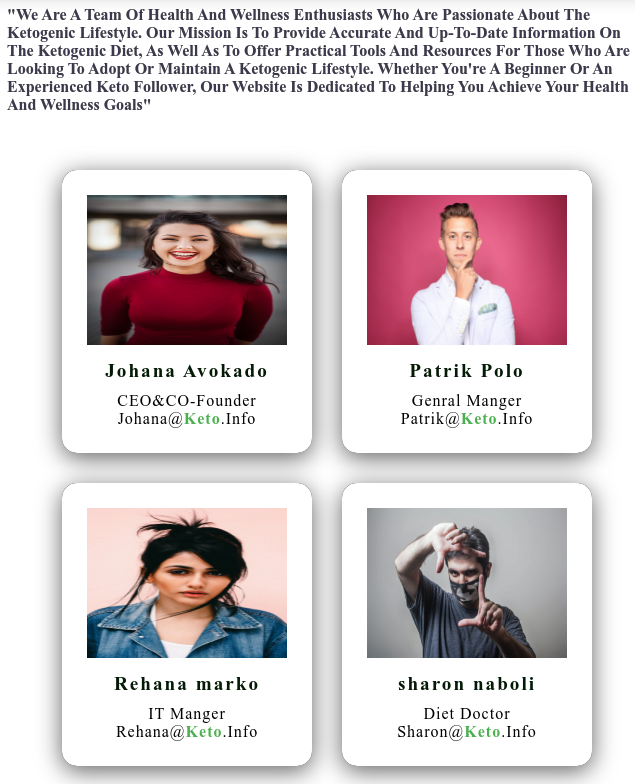 "We Are A Team Of Health And Wellness Enthusiasts Who Are Passionate About The
Ketogenic Lifestyle. Our Mission Is To Provide Accurate And Up-To-Date Information On
The Ketogenic Diet, As Well As To Offer Practical Tools And Resources For Those Who Are
Looking To Adopt Or Maintain A Ketogenic Lifestyle. Whether You're A Beginner Or An
Experienced Keto Follower, Our Website Is Dedicated To Helping You Achieve Your Health
And Wellness Goals"
Johana Avokado
CEO&CO-Founder
Johana@Keto.Info
Patrik Polo
Genral Manger
Patrik@Keto.Info
Rehana marko
IT Manger
Rehana@Keto.Info
sharon naboli
Diet Doctor
Sharon@Keto.Info